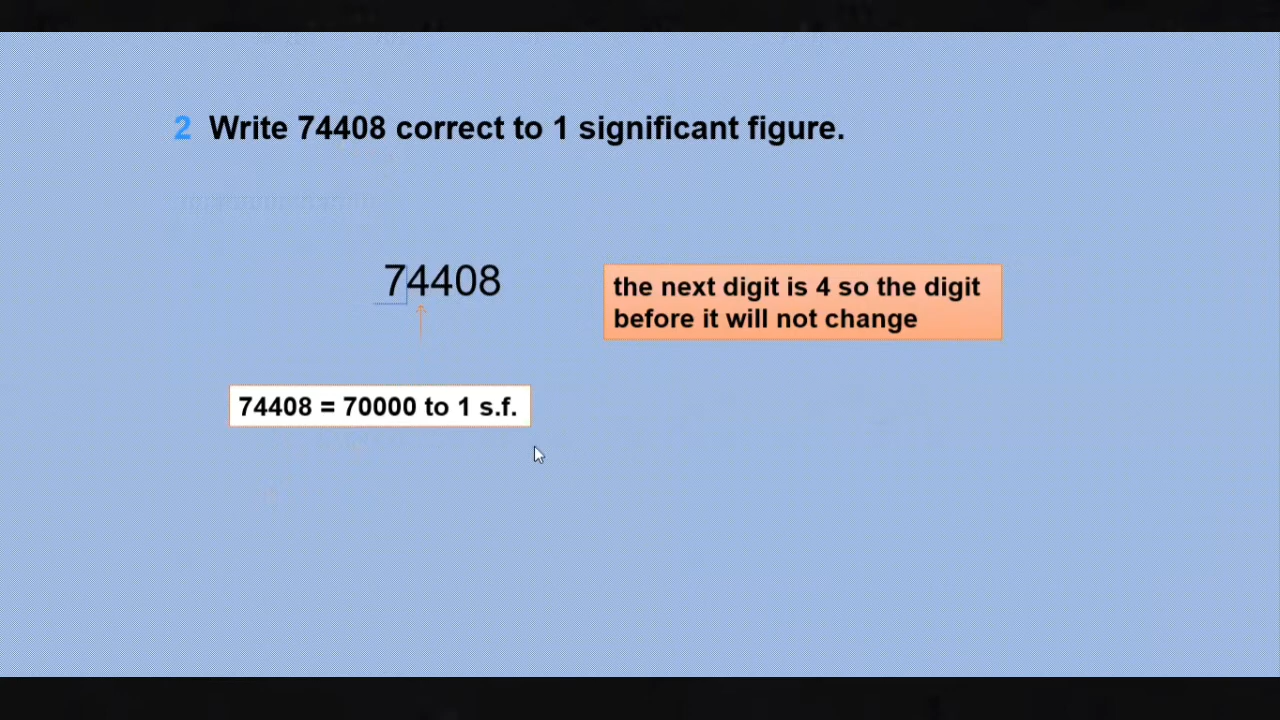 2 Write 74408 correct to 1 significant figure.
74408
the next digit is 4 so the digit
before it will not change
74408 = 70000 to 1 s.f.